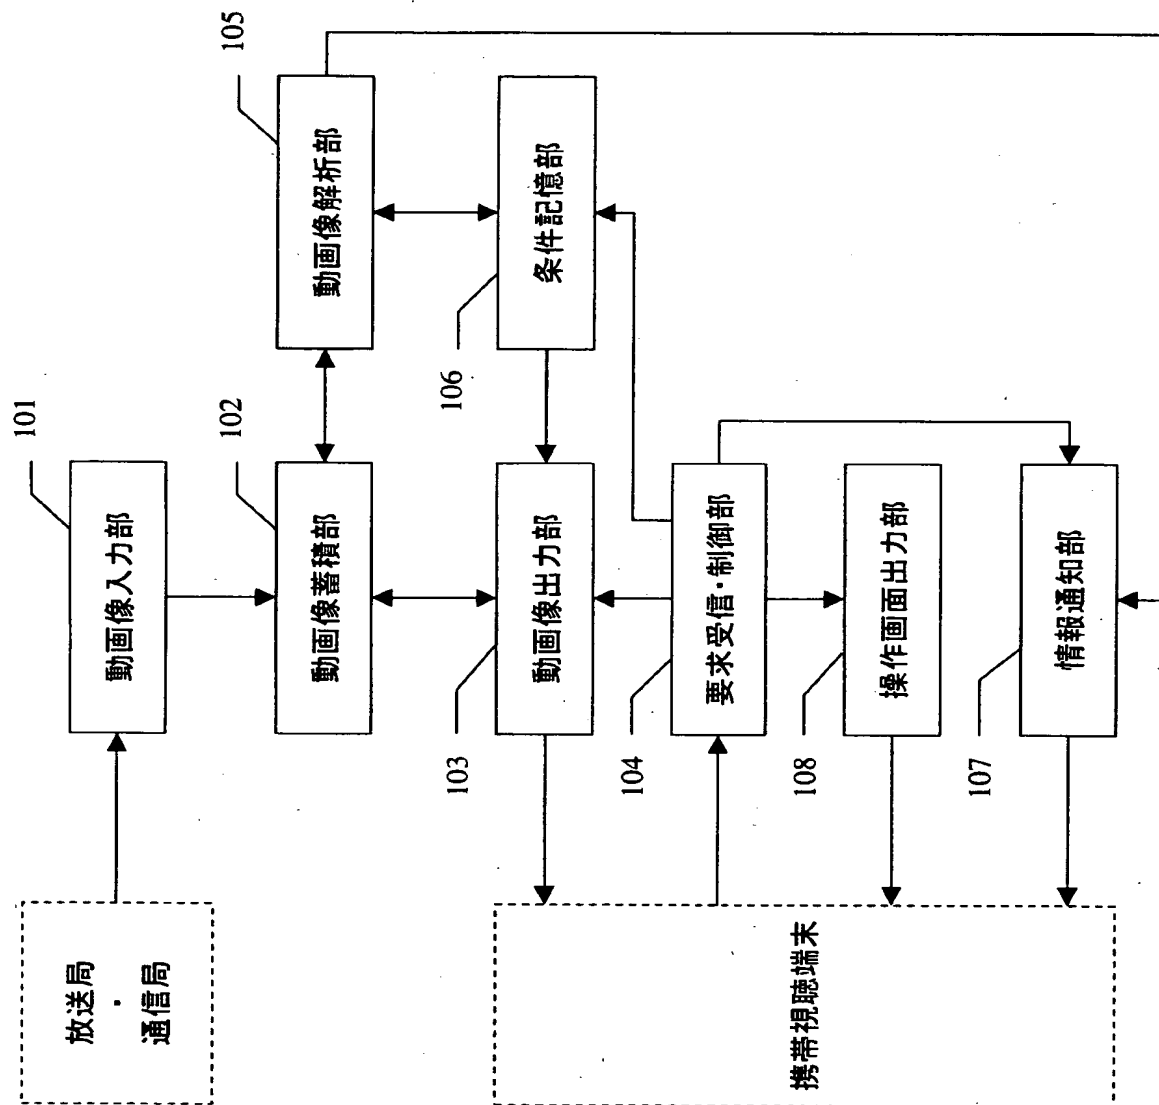 放送局
・
通信局
101
動画像入力部
102
動画像蓄積部
105
動画像解析部
103
動画像出力部
106
条件記憶部
104
要求受信・制御部
108
操作画面出力部
107
情報通知部
携帯視聴端末